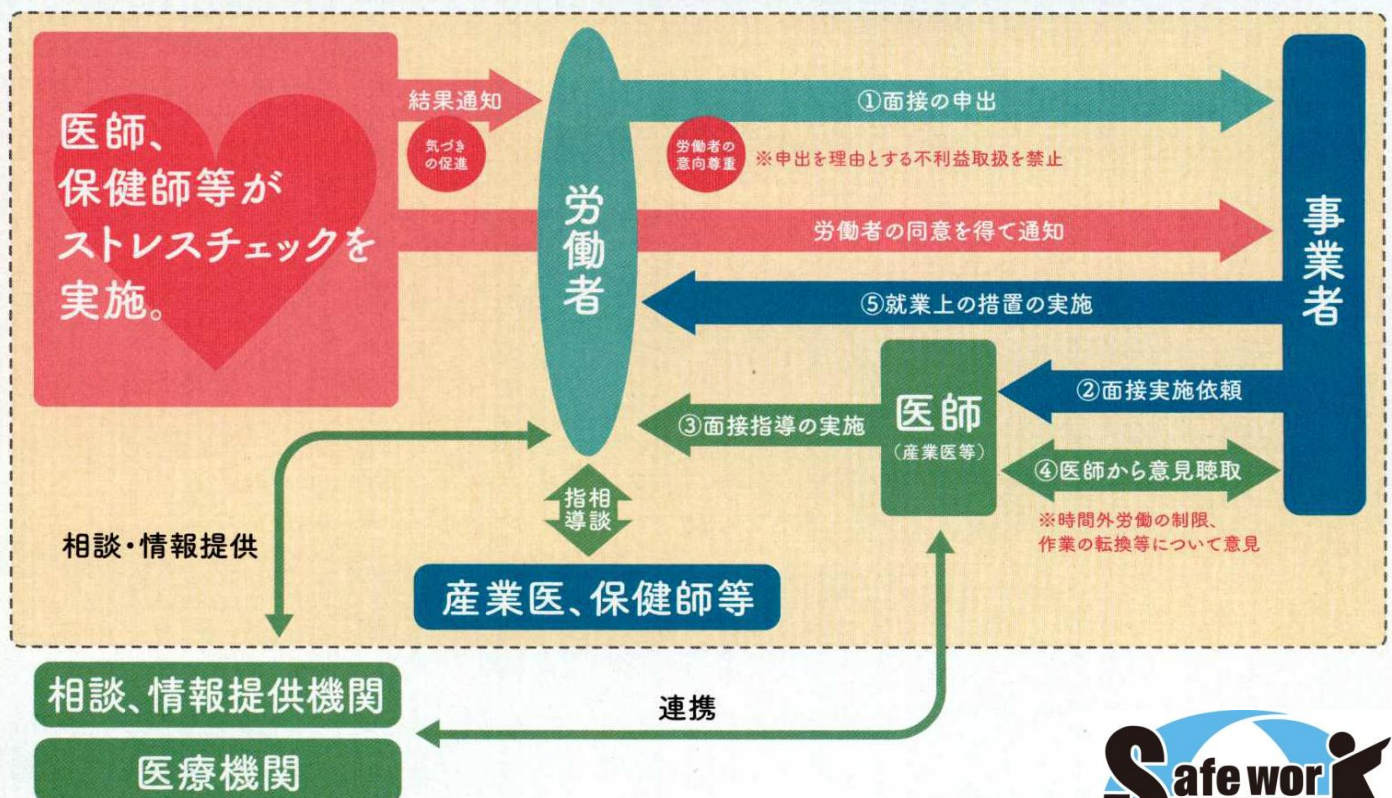 医師、
保健師等が
ストレスチェックを
実施。
結果通知
気づき
の促進
労働者
①面接の申出
労働者の
意向尊重
※申出を理由とする不利益取扱を禁止
労働者の同意を得て通知
⑤就業上の措置の実施
事業者
②面接実施依頼
③面接指導の実施
医師
(産業医等)
④医師から意見聴取
※時間外労働の制限、
作業の転換等について意見
相談
指導
相談・情報提供
産業医、保健師等
相談、情報提供機関
医療機関
連携
Safe work